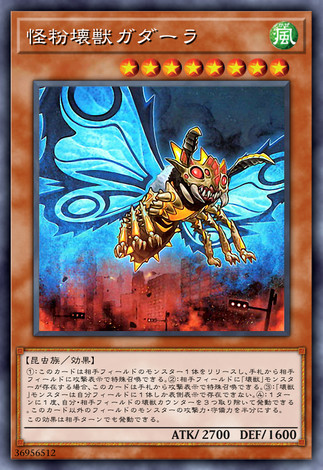 怪粉壊獣ガダーラ
風
【昆虫族／効果】
①:このカードは相手フィールドのモンスター１体をリリースし、手札から相手
フィールドに攻撃表示で特殊召喚できる。②:相手フィールドに「壊獣」モンスタ
ーが存在する場合、このカードは手札から攻撃表示で特殊召喚できる。③:「壊獣」
モンスターは自分フィールドに１体しか表側表示で存在できない。④:１ター
ンに１度、自分・相手フィールドの壊獣カウンターを３つ取り除いて発動できる
。このカード以外のフィールドのモンスターの攻撃力・守備力を半分にする。
この効果は相手ターンでも発動できる。
ATK/ 2700 DEF/1600
36956512